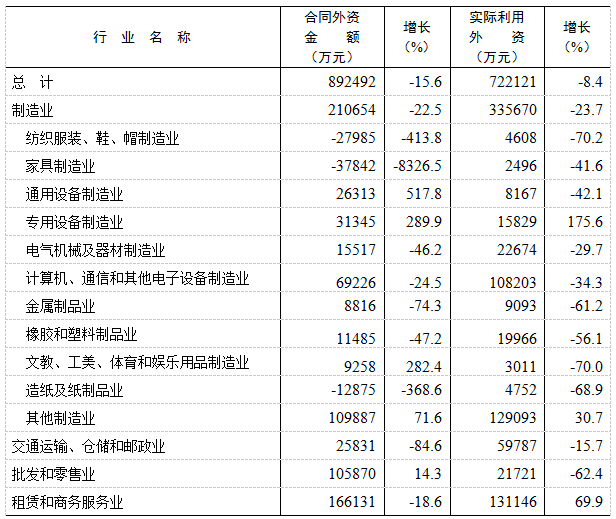 行 业 名 称 合同外资金 额（万元） 增长（%） 实际利用外 资（万元） 增长（%）
总 计 892492 -15.6 722121 -8.4
制造业 210654 -22.5 335670 -23.7
纺织服装、鞋、帽制造业 -27985 -413.8 4608 -70.2
家具制造业 -37842 -8326.5 2496 -41.6
通用设备制造业 26313 517.8 8167 -42.1
专用设备制造业 31345 289.9 15829 175.6
电气机械及器材制造业 15517 -46.2 22674 -29.7
计算机、通信和其他电子设备制造业 69226 -24.5 108203 -34.3
金属制品业 8816 -74.3 9093 -61.2
橡胶和塑料制品业 11485 -47.2 19966 -56.1
文教、工美、体育和娱乐用品制造业 9258 282.4 3011 -70.0
造纸及纸制品业 -12875 -368.6 4752 -68.9
其他制造业 109887 71.6 129093 30.7
交通运输、仓储和邮政业 25831 -84.6 59787 -15.7
批发和零售业 105870 14.3 21721 -62.4
租赁和商务服务业 166131 -18.6 131146 69.9